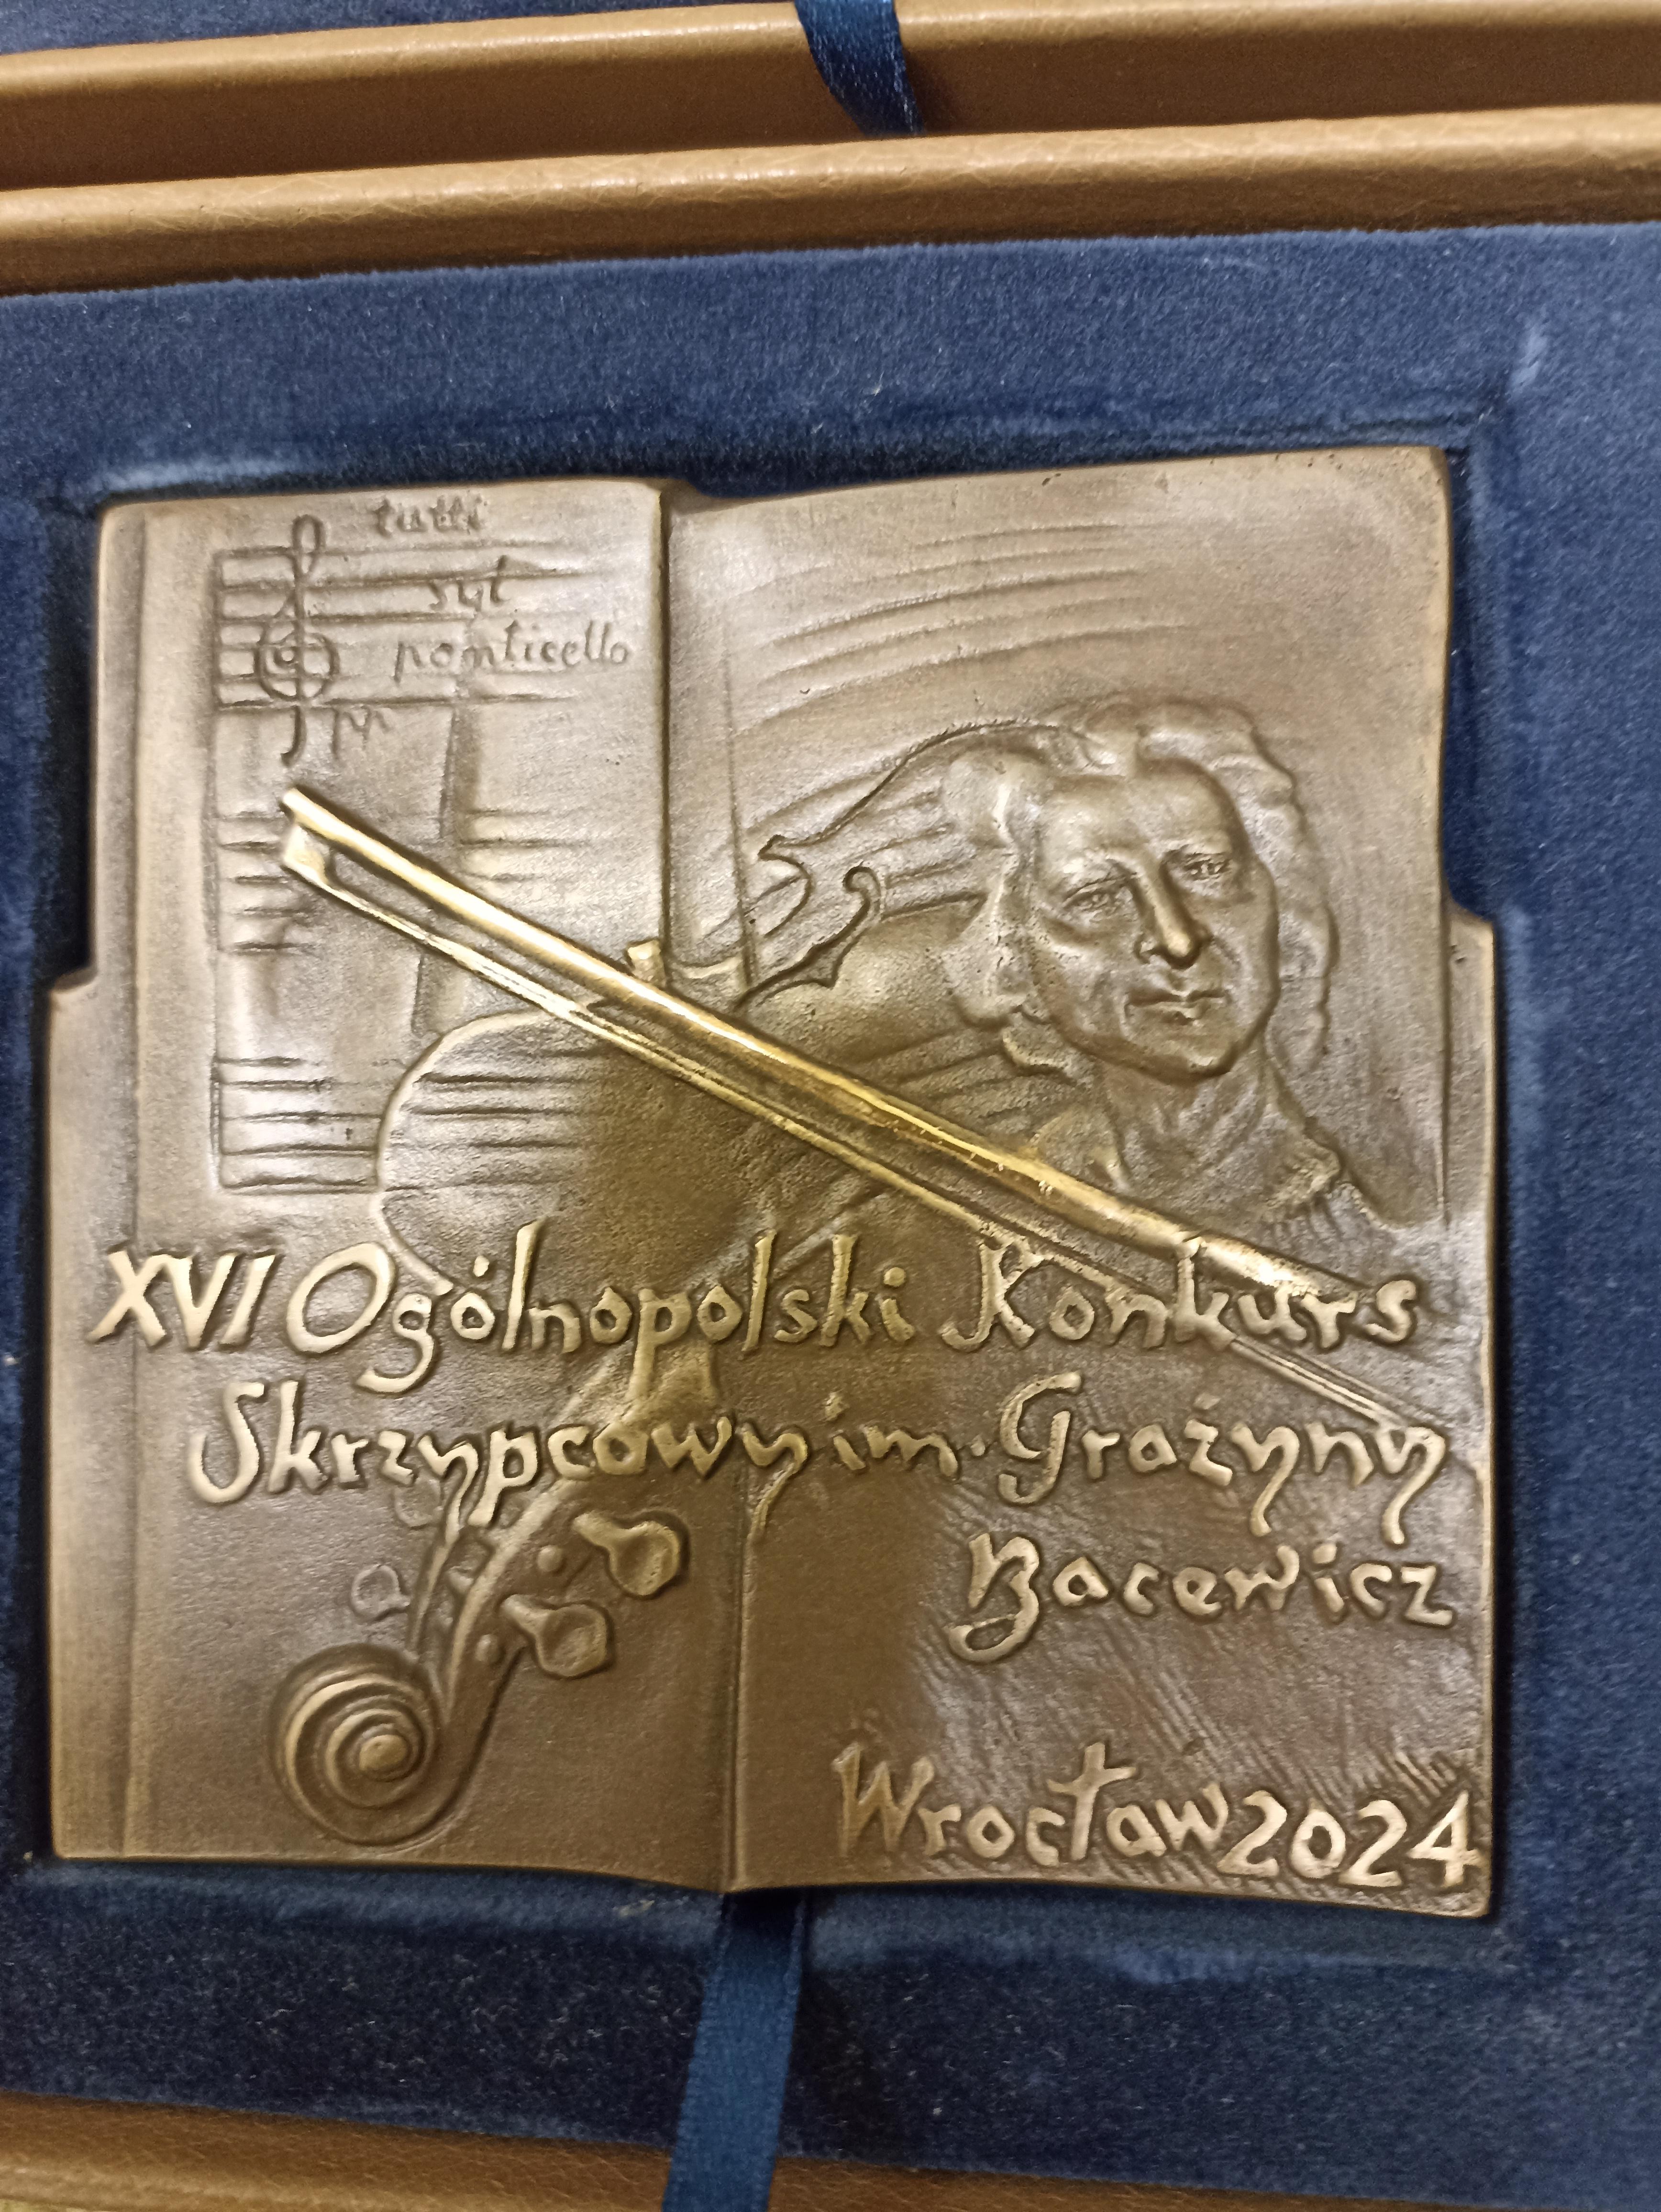 tutti
sul
ponticello
XVI Ogólnopolski Konkurs
Skrzypcowy im. Grażyny
Bacewicz
Wrocław 2024